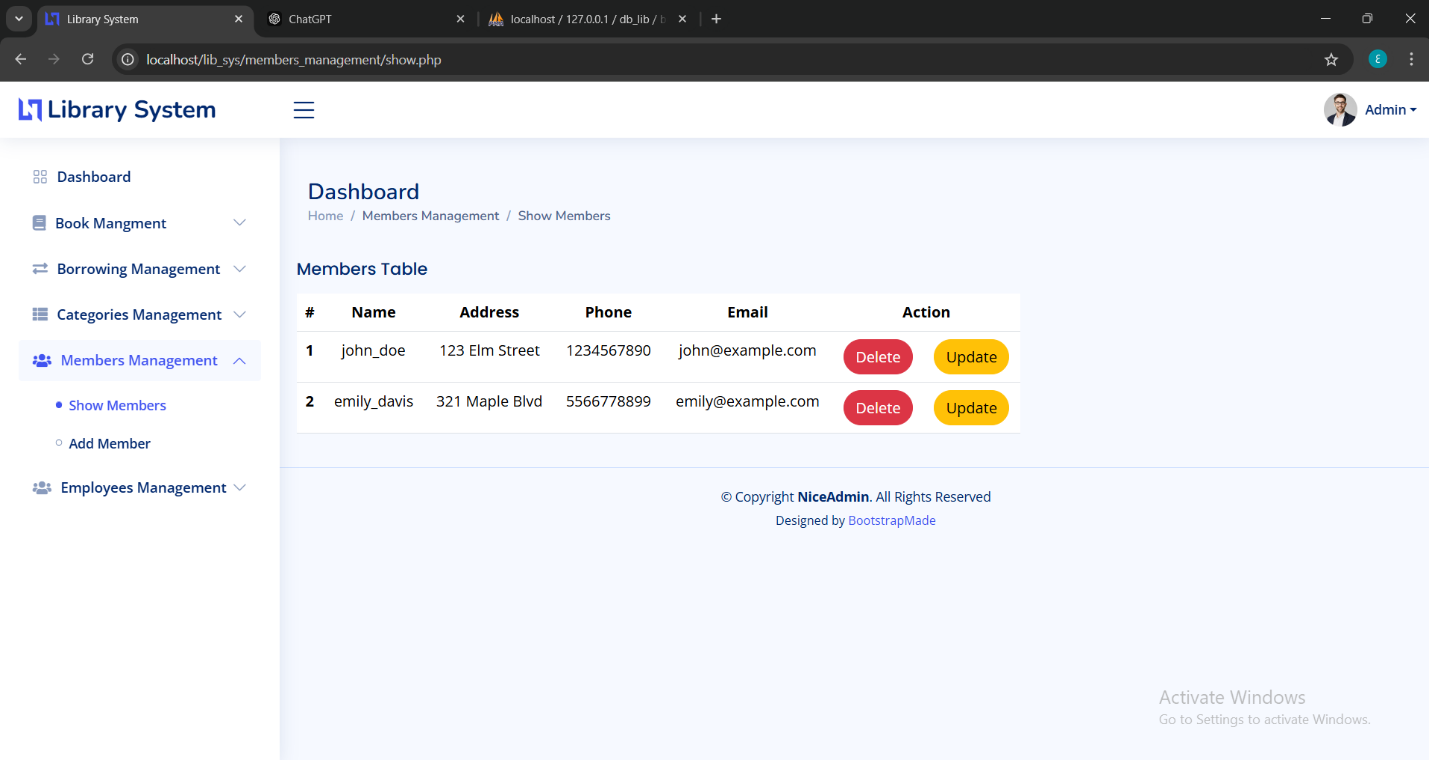 Library System
ChatGPT
localhost / 127.0.0.1 / db_lib / b
localhost/lib_sys/members_management/show.php
ε
Library System
Admin
Dashboard
Book Mangment
Borrowing Management
Categories Management
Members Management
Show Members
Add Member
Employees Management
Dashboard
Home / Members Management / Show Members
Members Table
# Name Address Phone Email Action
1 john_doe 123 Elm Street 1234567890 john@example.com Delete Update
2 emily_davis 321 Maple Blvd 5566778899 emily@example.com Delete Update
© Copyright NiceAdmin. All Rights Reserved
Designed by BootstrapMade
Activate Windows
Go to Settings to activate Windows.